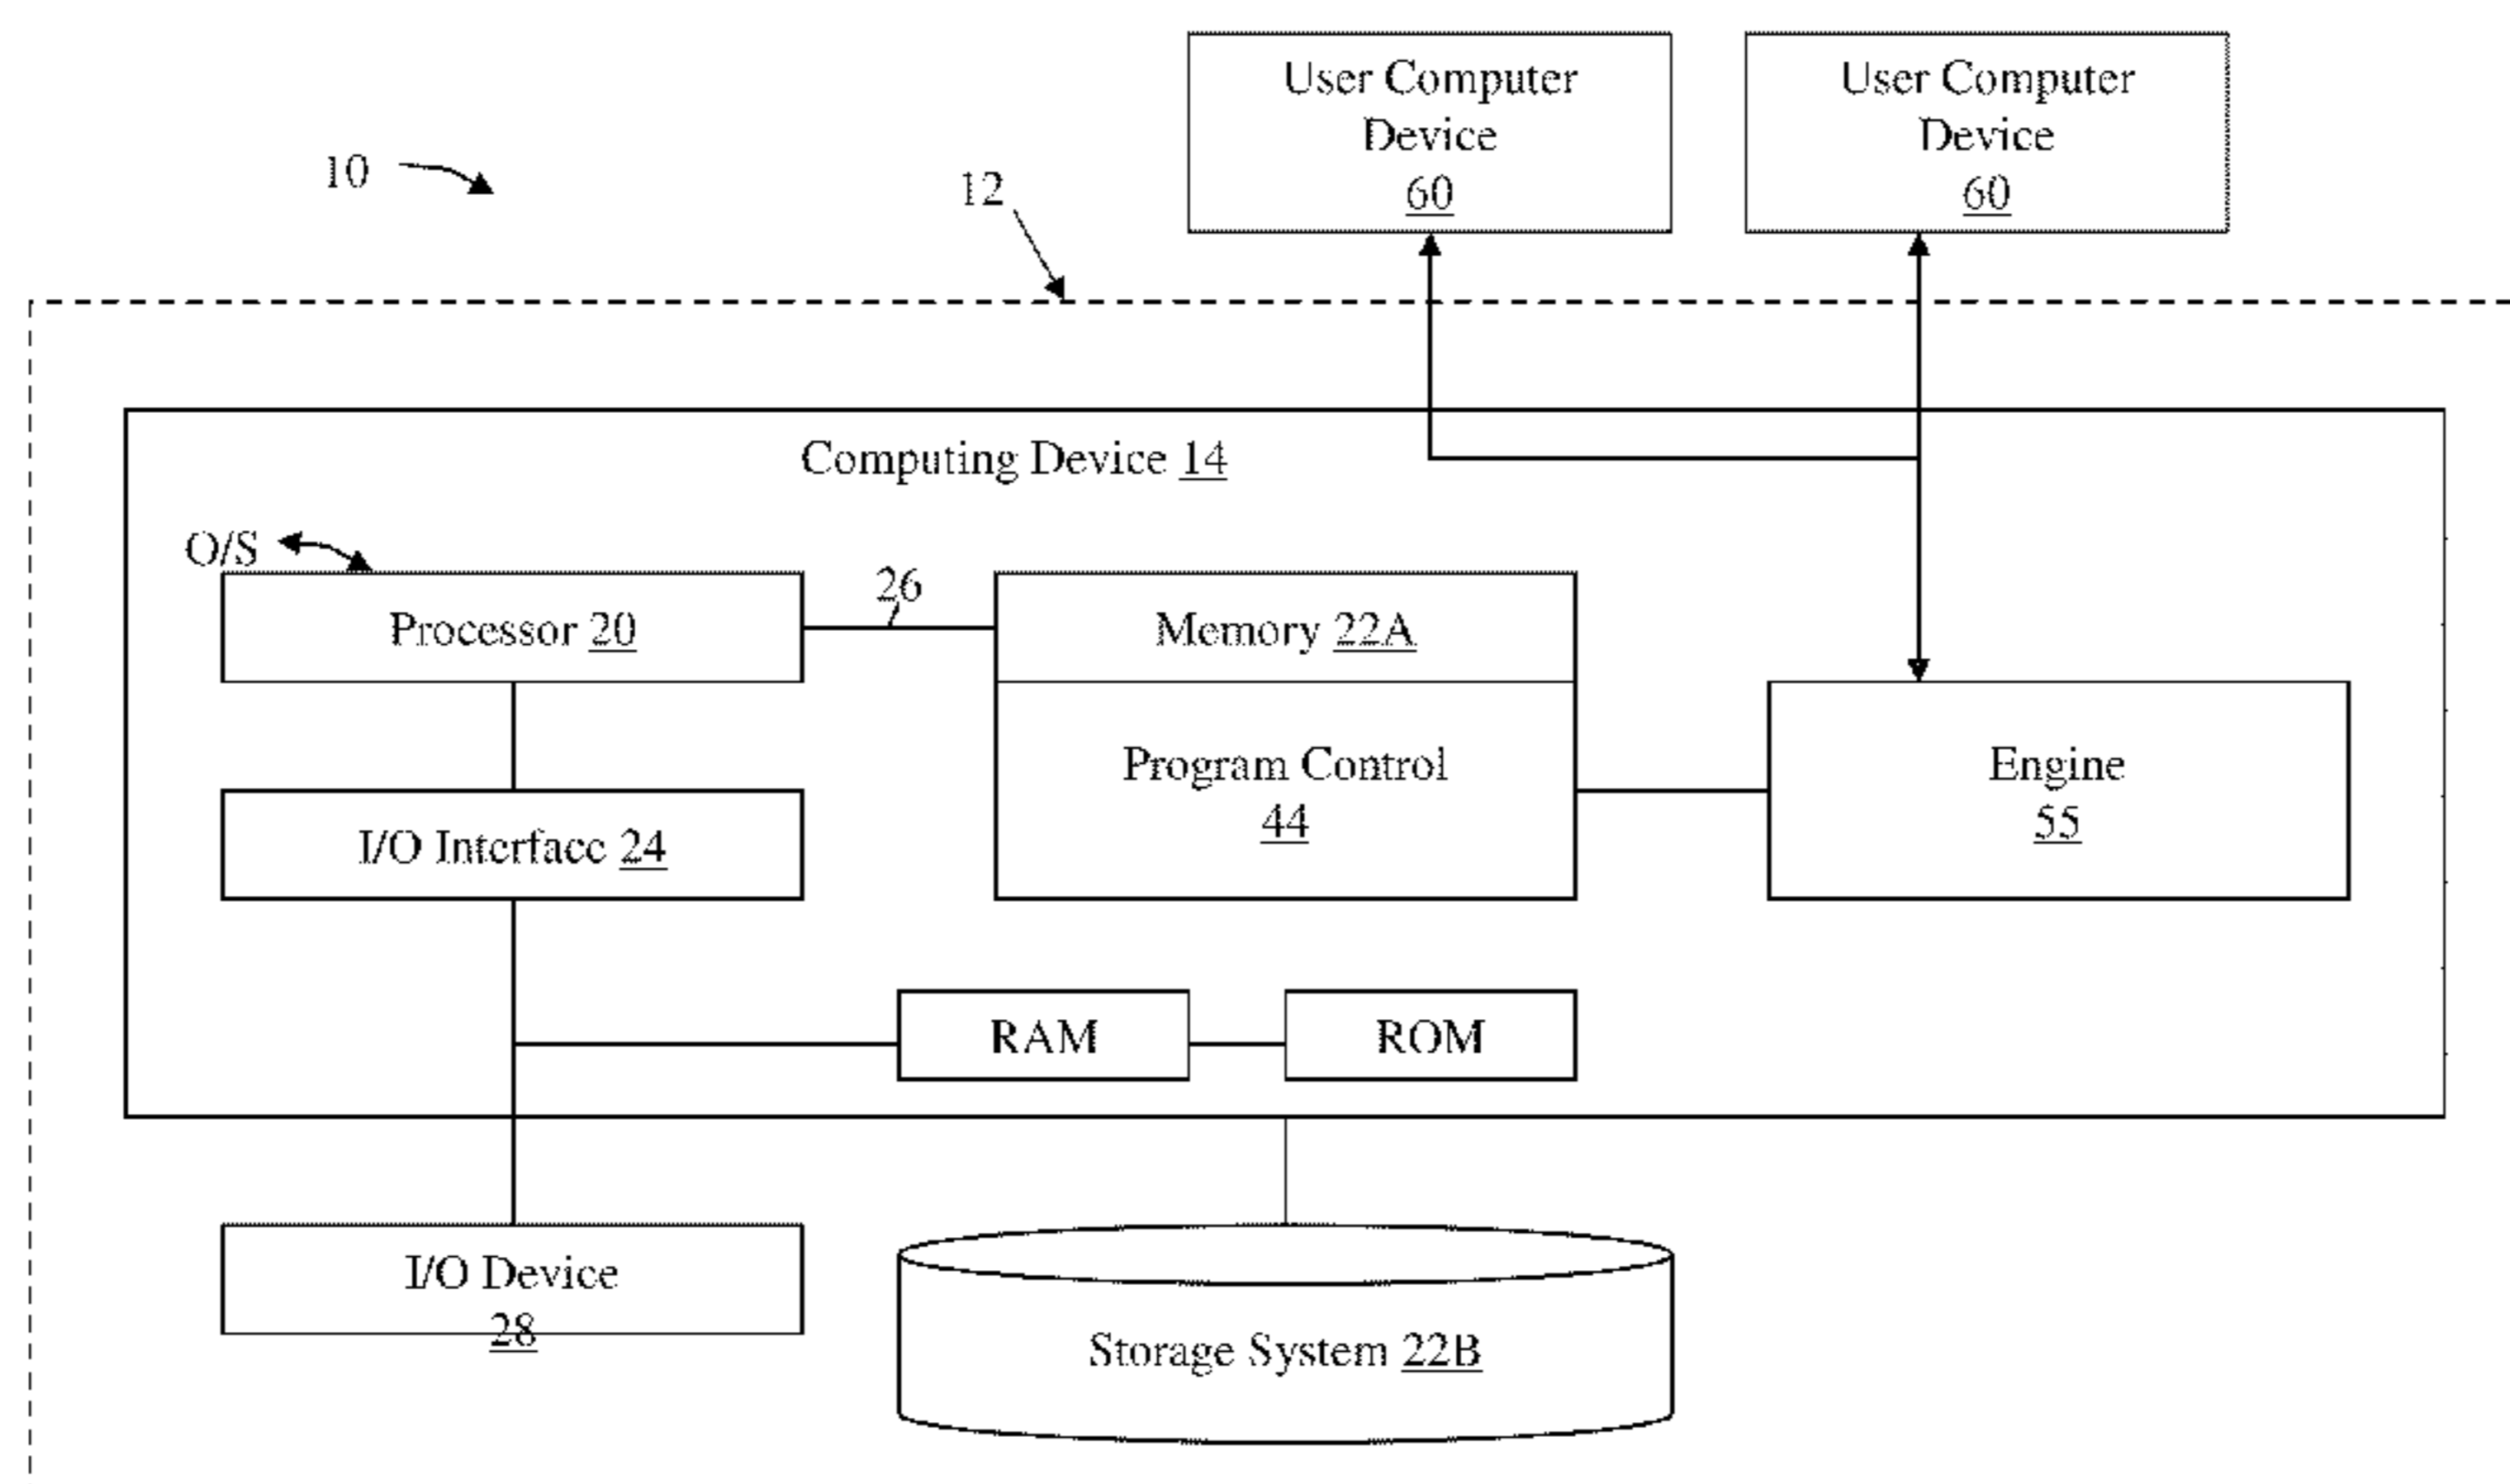 User Computer
Device
60
User Computer
Device
60
10
12
Computing Device 14
O/S
26
Processor 20
Memory 22A
Program Control
44
Engine
55
I/O Interface 24
RAM
ROM
I/O Device
28
Storage System 22B